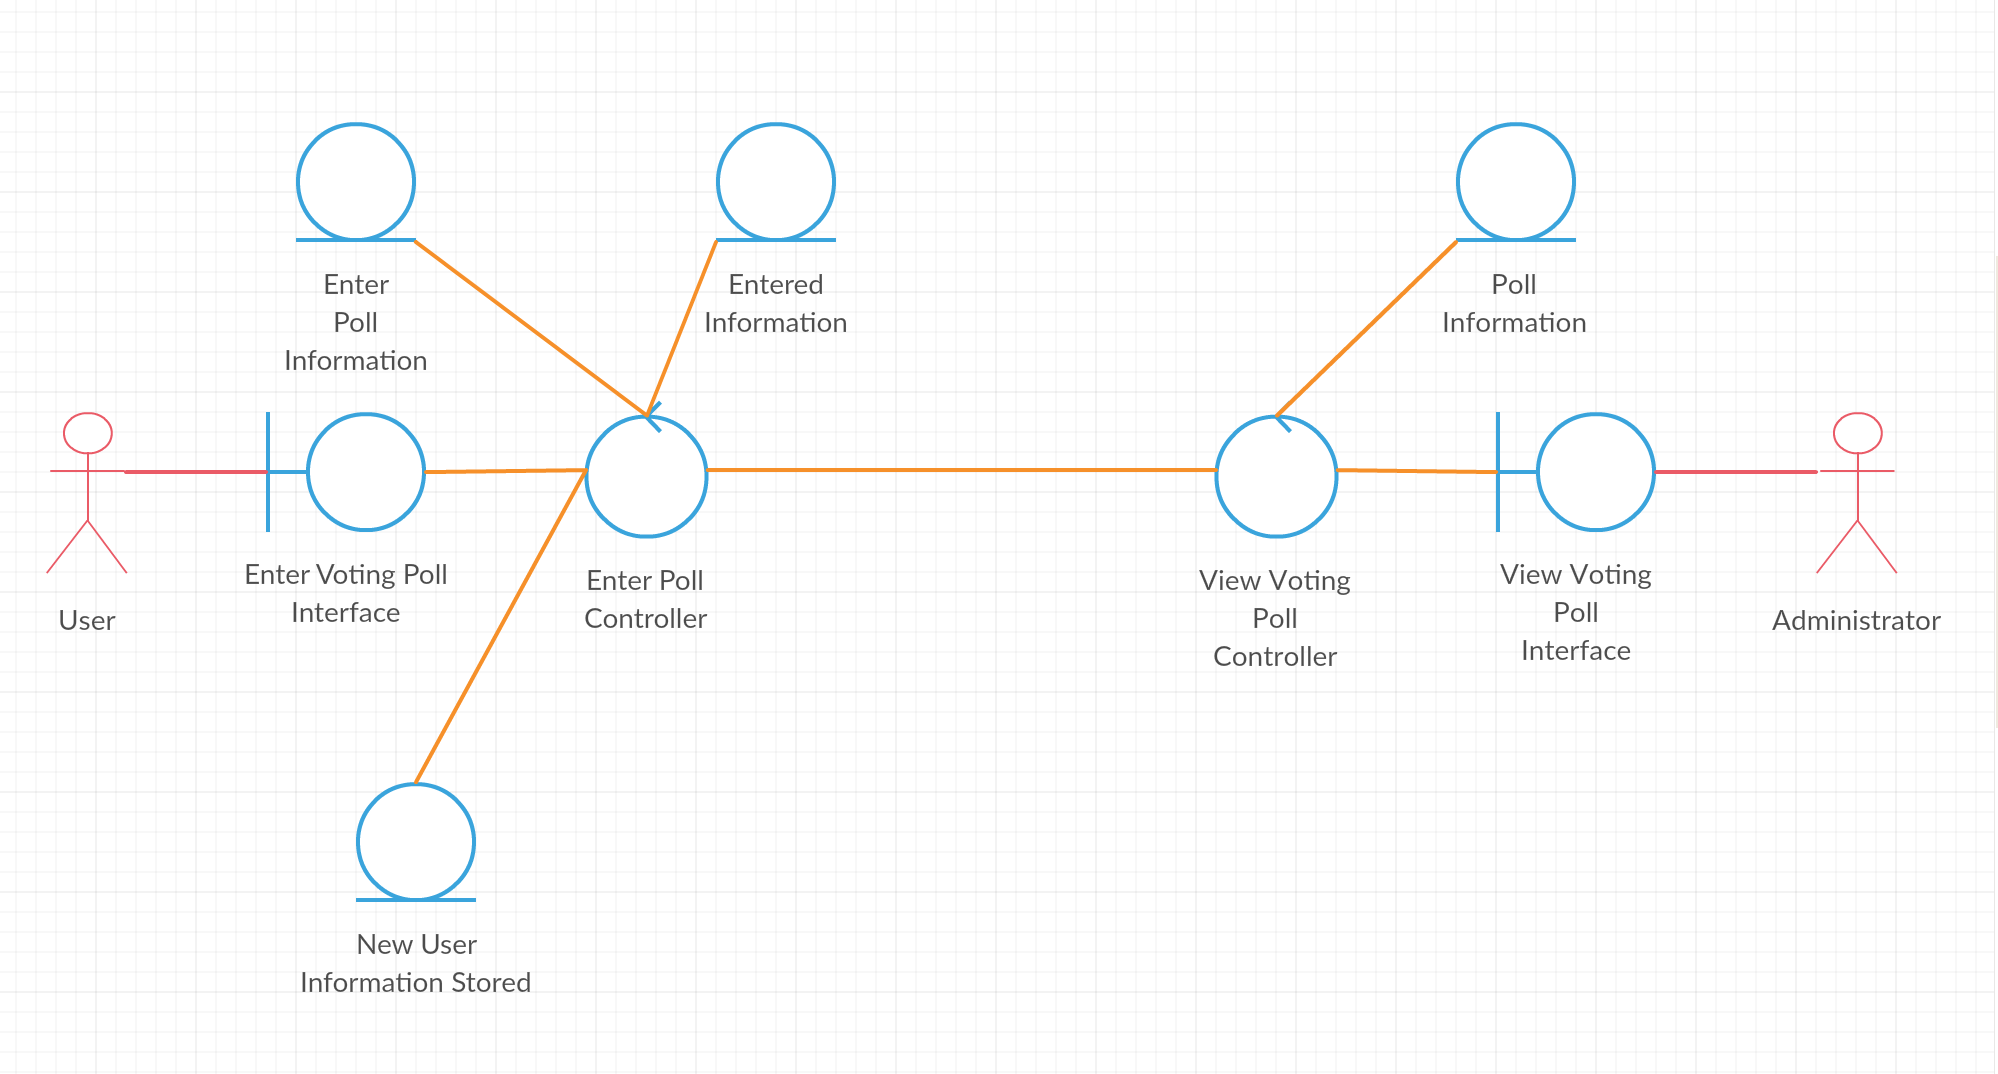 Enter
Poll
Information
Entered
Information
Poll
Information
User
Enter Voting Poll
Interface
Enter Poll
Controller
View Voting
Poll
Controller
View Voting
Poll
Interface
Administrator
New User
Information Stored